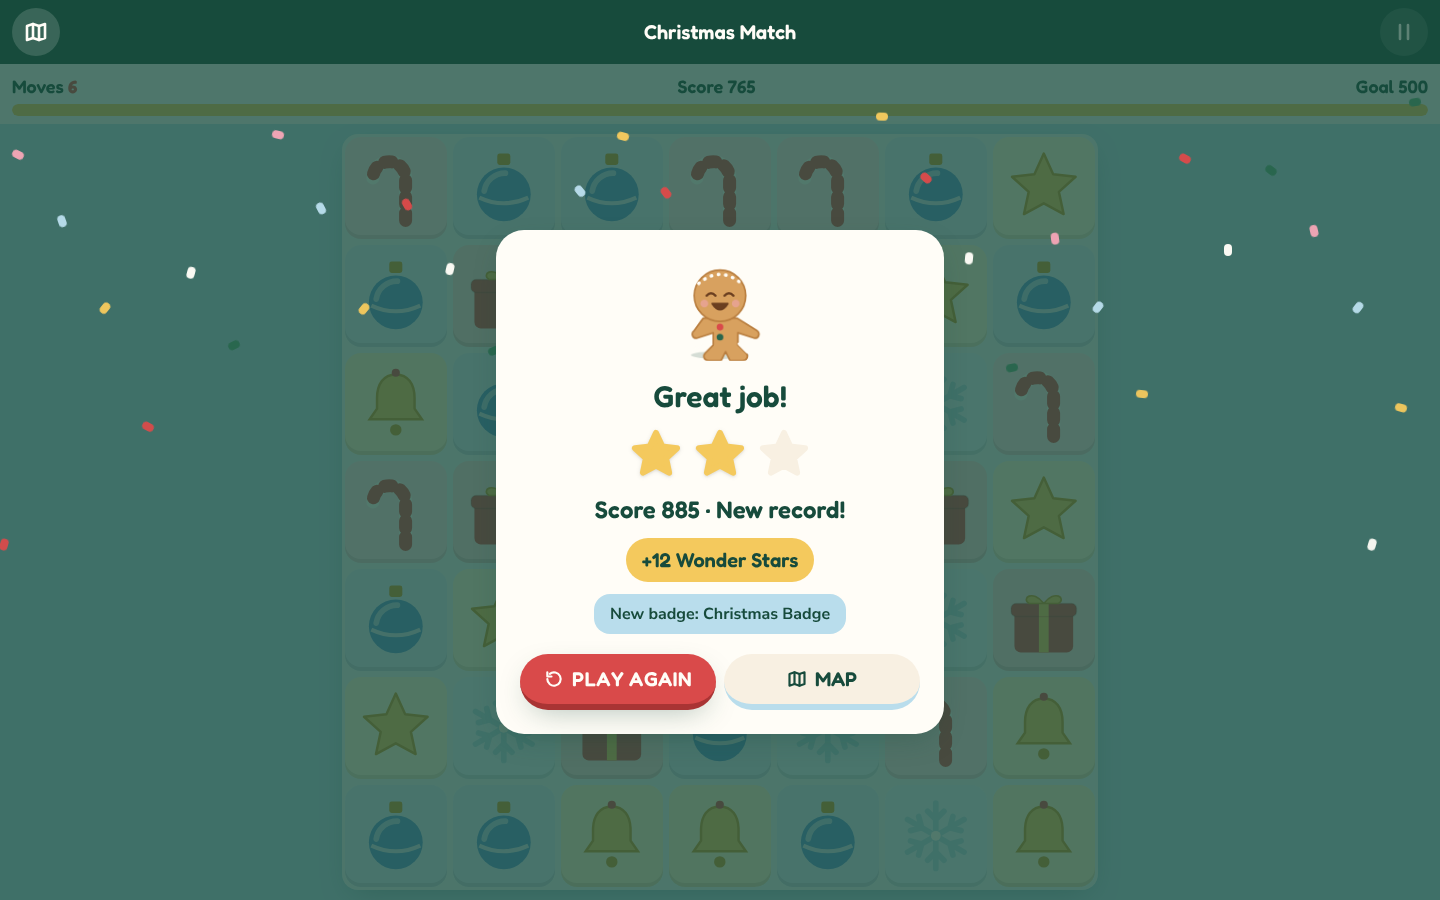 Christmas Match
Moves 6
Score 765
Goal 500
Great job!
Score 885 · New record!
+12 Wonder Stars
New badge: Christmas Badge
PLAY AGAIN
MAP